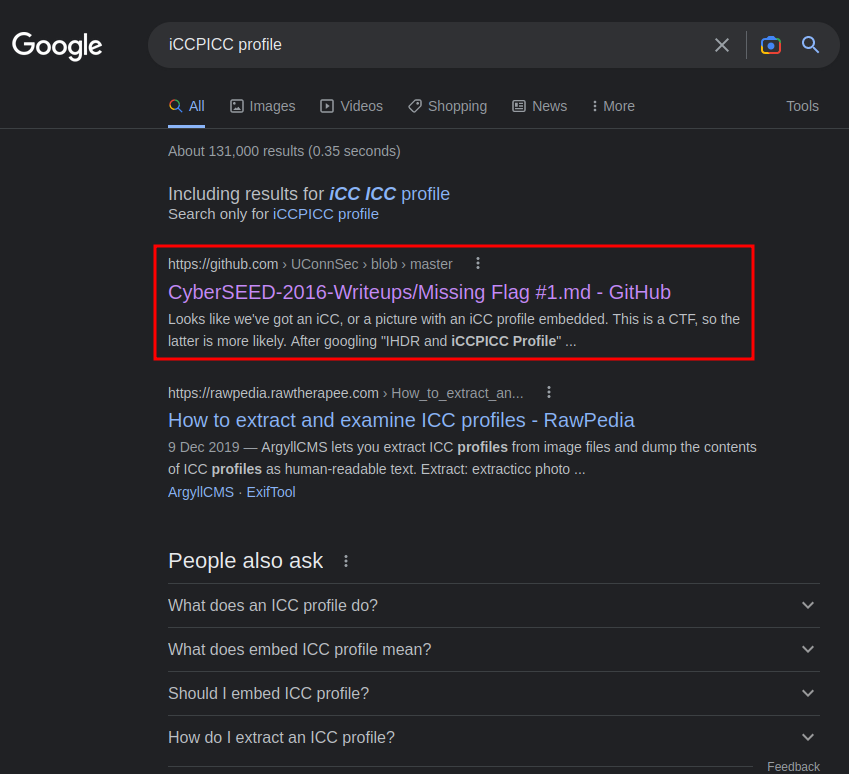 Google
iCCPICC profile
All Images Videos Shopping News More Tools
About 131,000 results (0.35 seconds)
Including results for iCC ICC profile
Search only for iCCPICC profile
https://github.com › UConnSec › blob › master
CyberSEED-2016-Writeups/Missing Flag #1.md - GitHub
Looks like we've got an iCC, or a picture with an iCC profile embedded. This is a CTF, so the
latter is more likely. After googling "IHDR and iCCPICC Profile" ...
https://rawpedia.rawtherapee.com › How_to_extract_an...
How to extract and examine ICC profiles - RawPedia
9 Dec 2019 — ArgyllCMS lets you extract ICC profiles from image files and dump the contents
of ICC profiles as human-readable text. Extract: extracticc photo ...
ArgyllCMS · ExifTool
People also ask
What does an ICC profile do?
What does embed ICC profile mean?
Should I embed ICC profile?
How do I extract an ICC profile?
Feedback